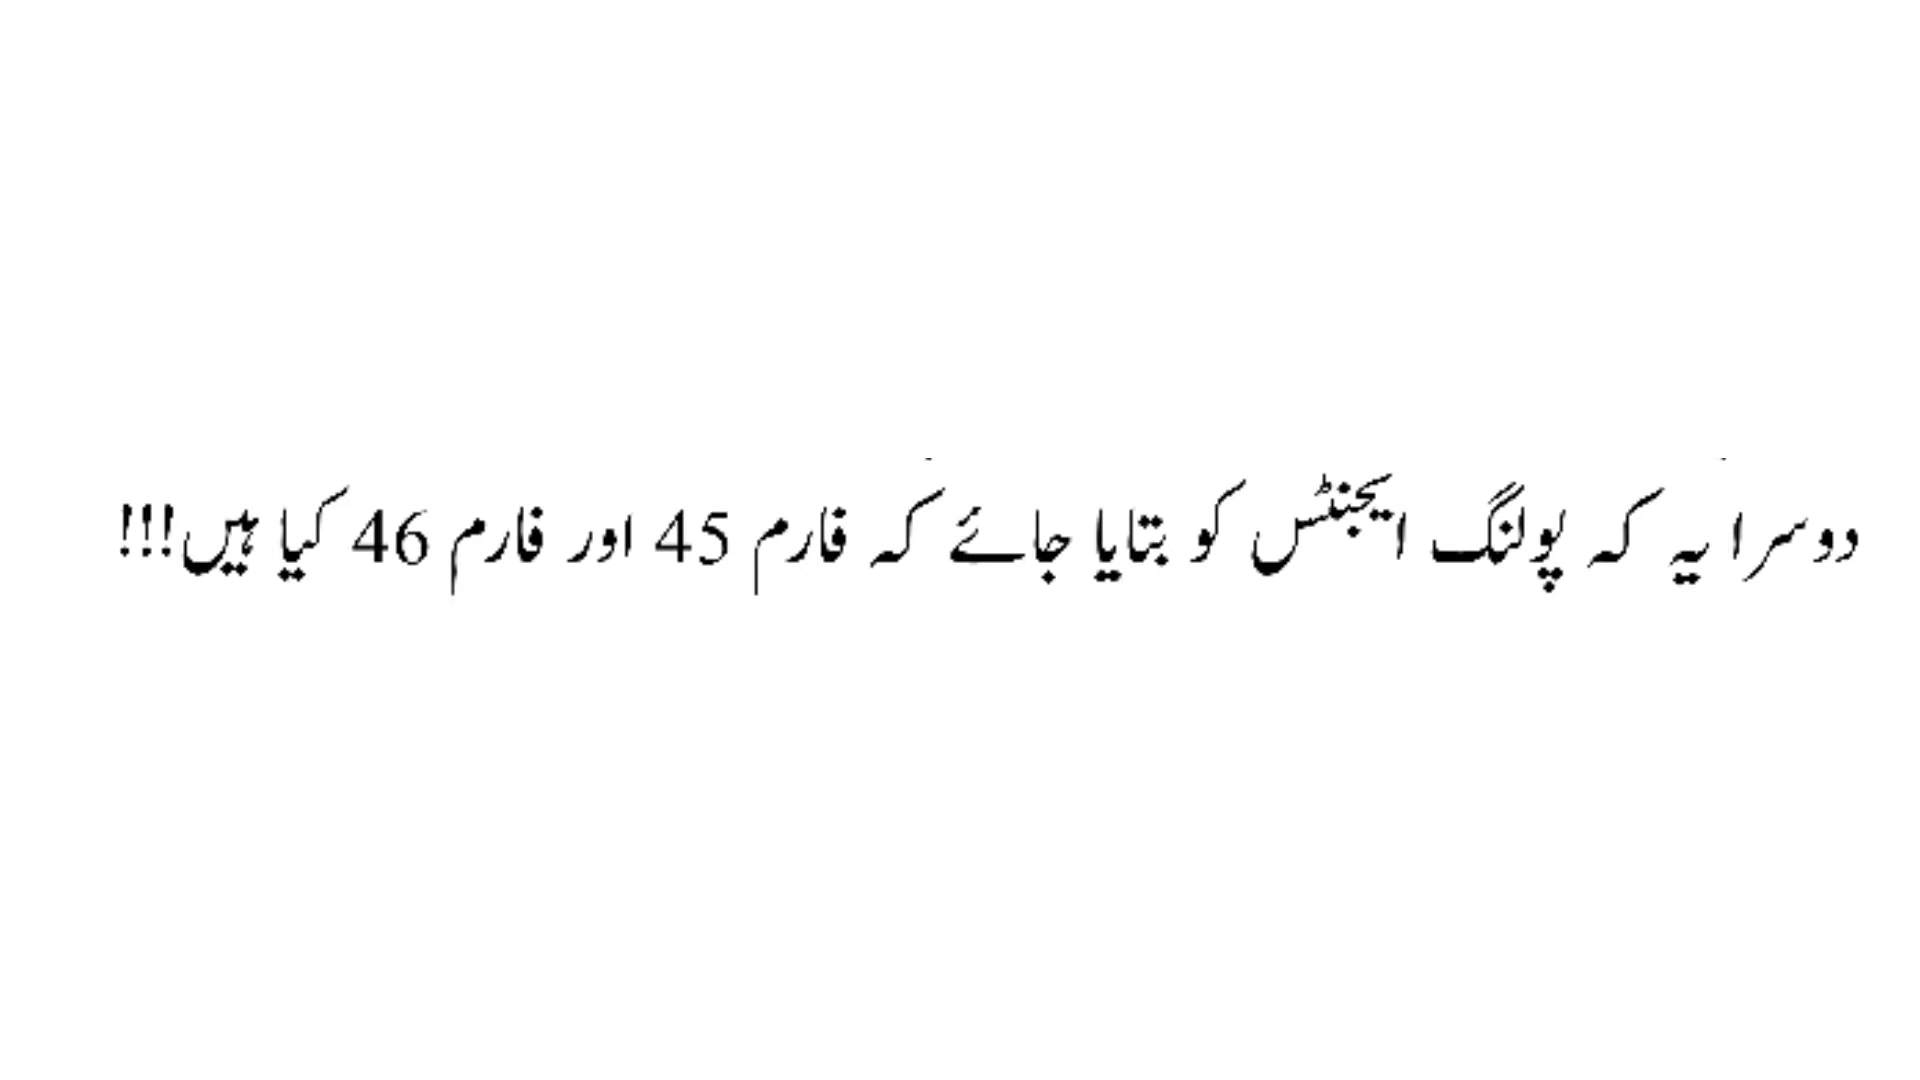 دوسرا یہ کہ پولنگ ایجنٹس کو بتایا جائے کہ فارم 45 اور فارم 46 کیا ہیں!!!